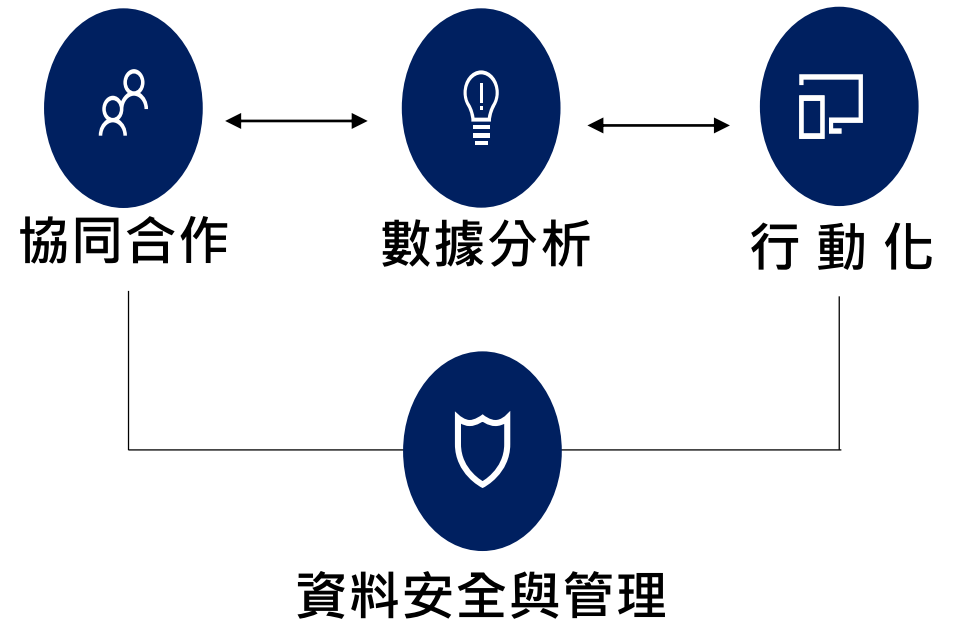 協同合作
數據分析
行動化
資料安全與管理